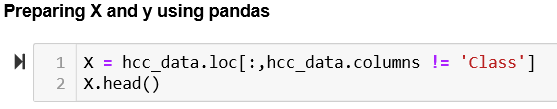 Preparing X and y using pandas
1 X = hcc_data.loc[:,hcc_data.columns != 'Class']
2 X.head()